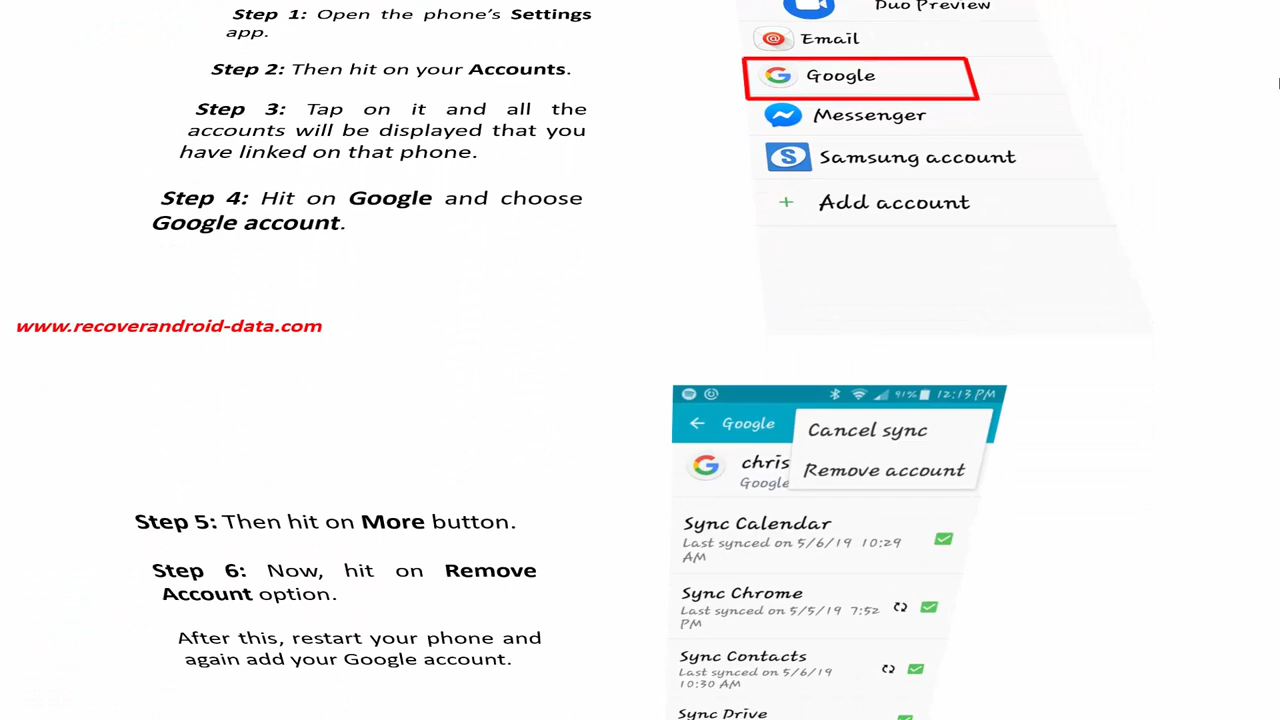 Step 1: Open the phone's Settings
app.
Step 2: Then hit on your Accounts.
Step 3: Tap on it and all the
accounts will be displayed that you
have linked on that phone.
Step 4: Hit on Google and choose
Google account.
Duo Preview
Email
Google
Messenger
Samsung account
+ Add account
www.recoverandroid-data.com
91% 12:13 PM
Google
Cancel sync
Remove account
chris
Google
Sync Calendar
Last synced on 5/6/19 10:29
AM
Sync Chrome
Last synced on 5/5/19 7:52
PM
Sync Contacts
Last synced on 5/6/19
10:30 AM
Sync Drive
Step 5: Then hit on More button.
Step 6: Now, hit on Remove
Account option.
After this, restart your phone and
again add your Google account.